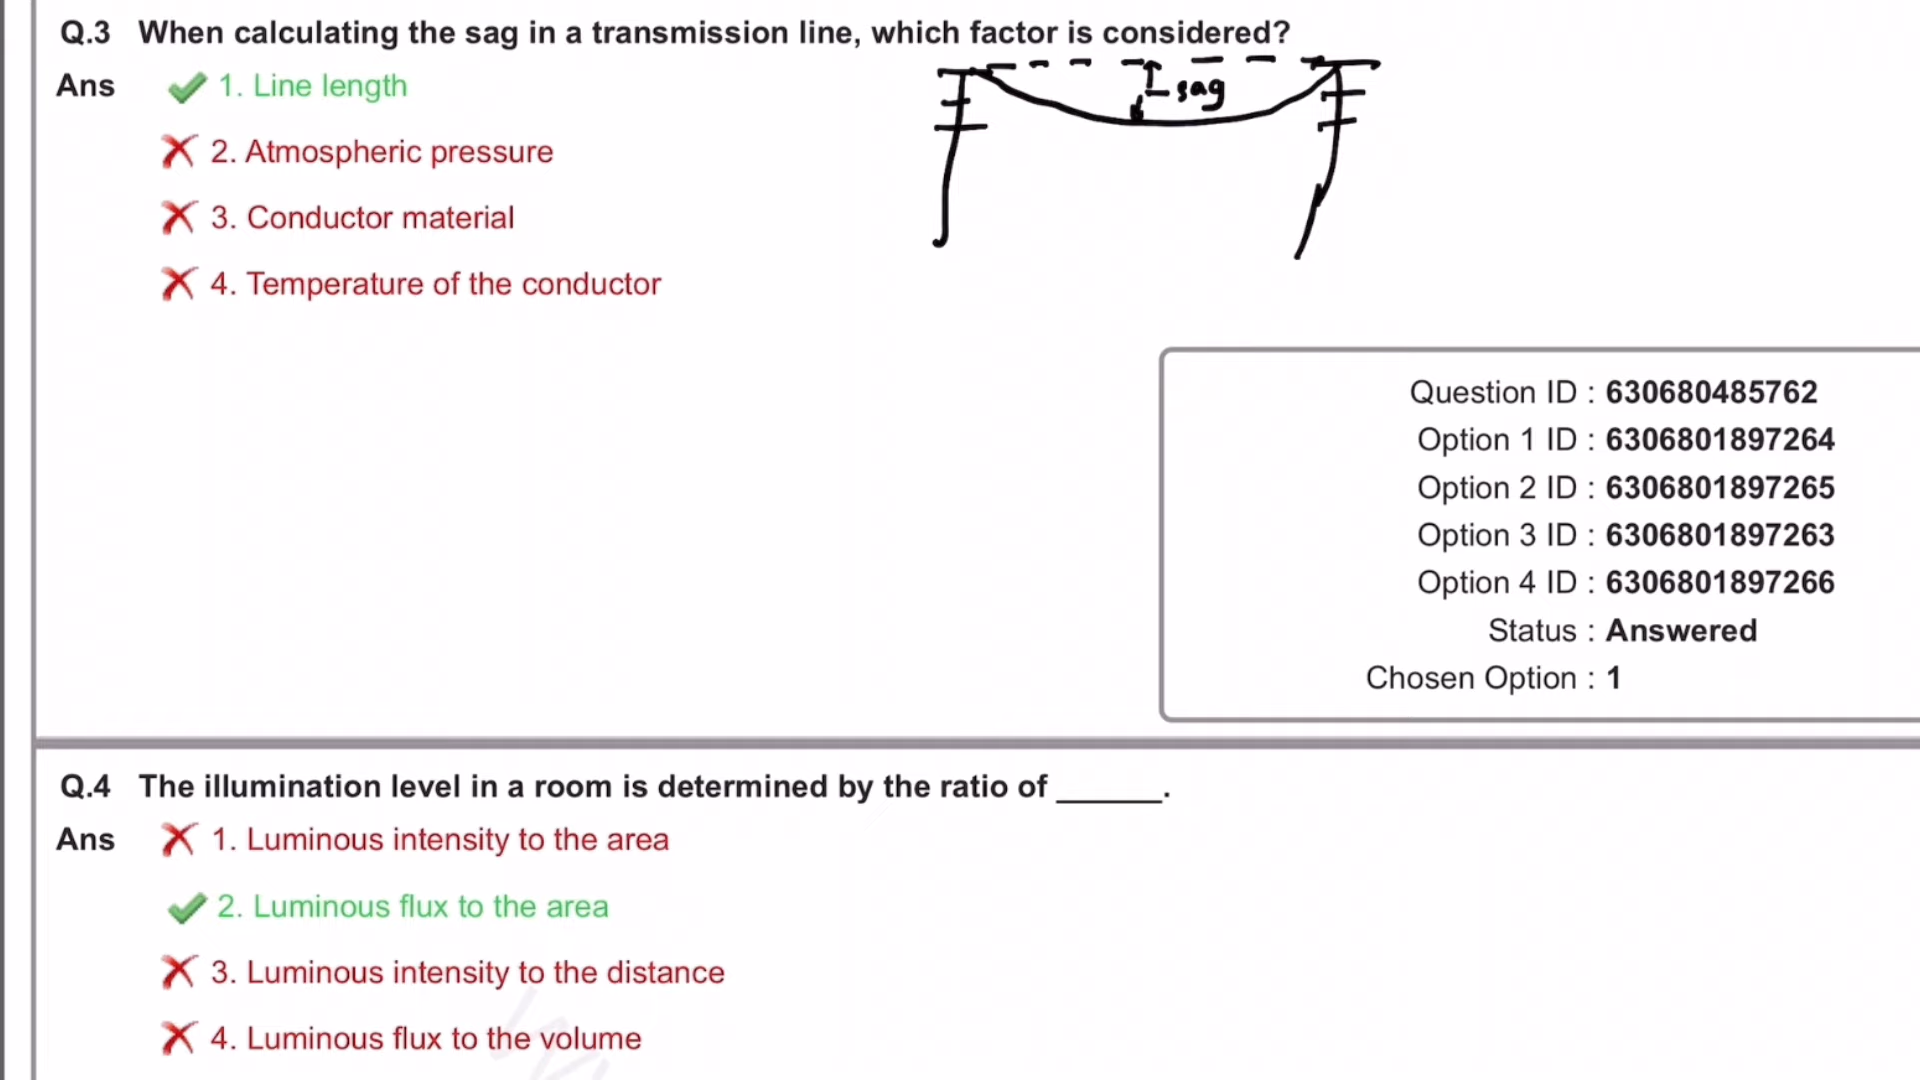 Q.3 When calculating the sag in a transmission line, which factor is considered?
Ans 1. Line length
sag
2. Atmospheric pressure
3. Conductor material
4. Temperature of the conductor
Question ID : 630680485762
Option 1 ID : 6306801897264
Option 2 ID : 6306801897265
Option 3 ID : 6306801897263
Option 4 ID : 6306801897266
Status : Answered
Chosen Option : 1
Q.4 The illumination level in a room is determined by the ratio of ______.
Ans 1. Luminous intensity to the area
2. Luminous flux to the area
3. Luminous intensity to the distance
4. Luminous flux to the volume